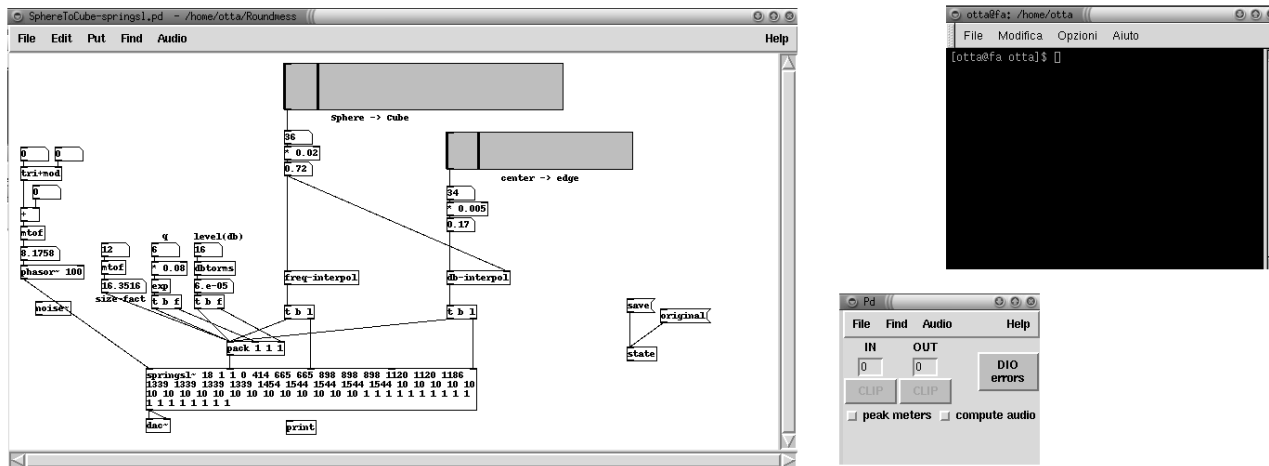 SphereToCube-springsl.pd - /home/otta/Roundmess
File Edit Put Find Audio Help
Sphere -> Cube
36
* 0.02
0.72
center -> edge
34
* 0.005
0.17
0 0
tri+mod
0
+
mtof
8.1758
phasor~ 100
noise~
12
mtof
16.3516
size-fact
q
6
* 0.08
exp
t b f
level(db)
16
dbtorms
6.e-05
t b f
freq-interpol
db-interpol
t b l
t b l
pack 1 1 1
springsl~ 18 1 1 0 414 665 665 898 898 898 1120 1120 1186
1339 1339 1339 1339 1454 1544 1544 1544 1544 10 10 10 10 10
10 10 10 10 10 10 10 10 10 10 10 10 10 1 1 1 1 1 1 1 1 1 1
1 1 1 1 1 1 1 1
dac~
print
save
original
state
otta@fa: /home/otta
File Modifica Opzioni Aiuto
[otta@fa otta]$
Pd
File Find Audio Help
IN OUT
0 0
DIO
errors
CLIP CLIP
peak meters compute audio